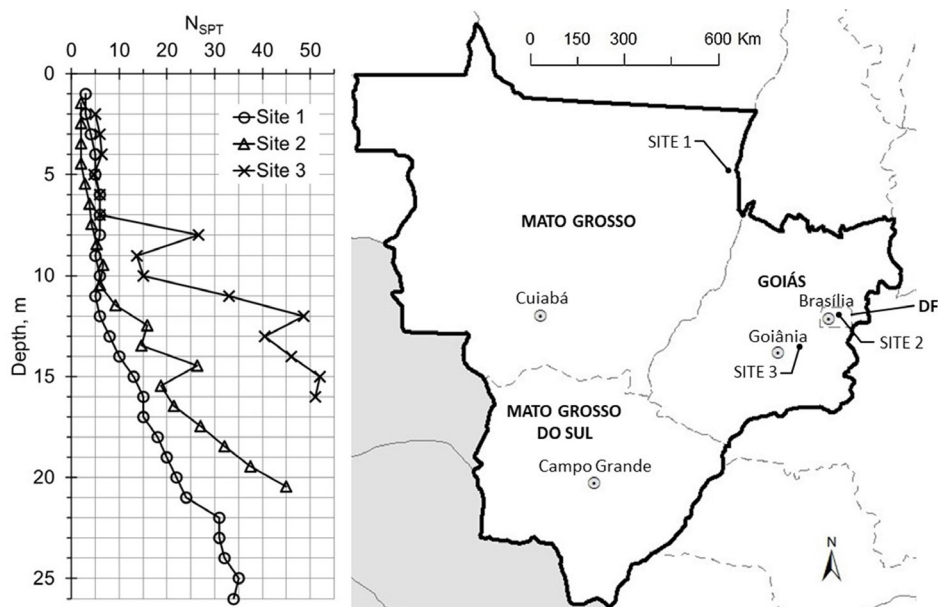 N_SPT
0 10 20 30 40 50
0
5
10
15
20
25
Depth, m
Site 1
Site 2
Site 3
0 150 300 600 Km
SITE 1
MATO GROSSO
GOIÁS
Cuiabá
Brasília
DF
Goiânia
SITE 2
SITE 3
MATO GROSSO
DO SUL
Campo Grande
N